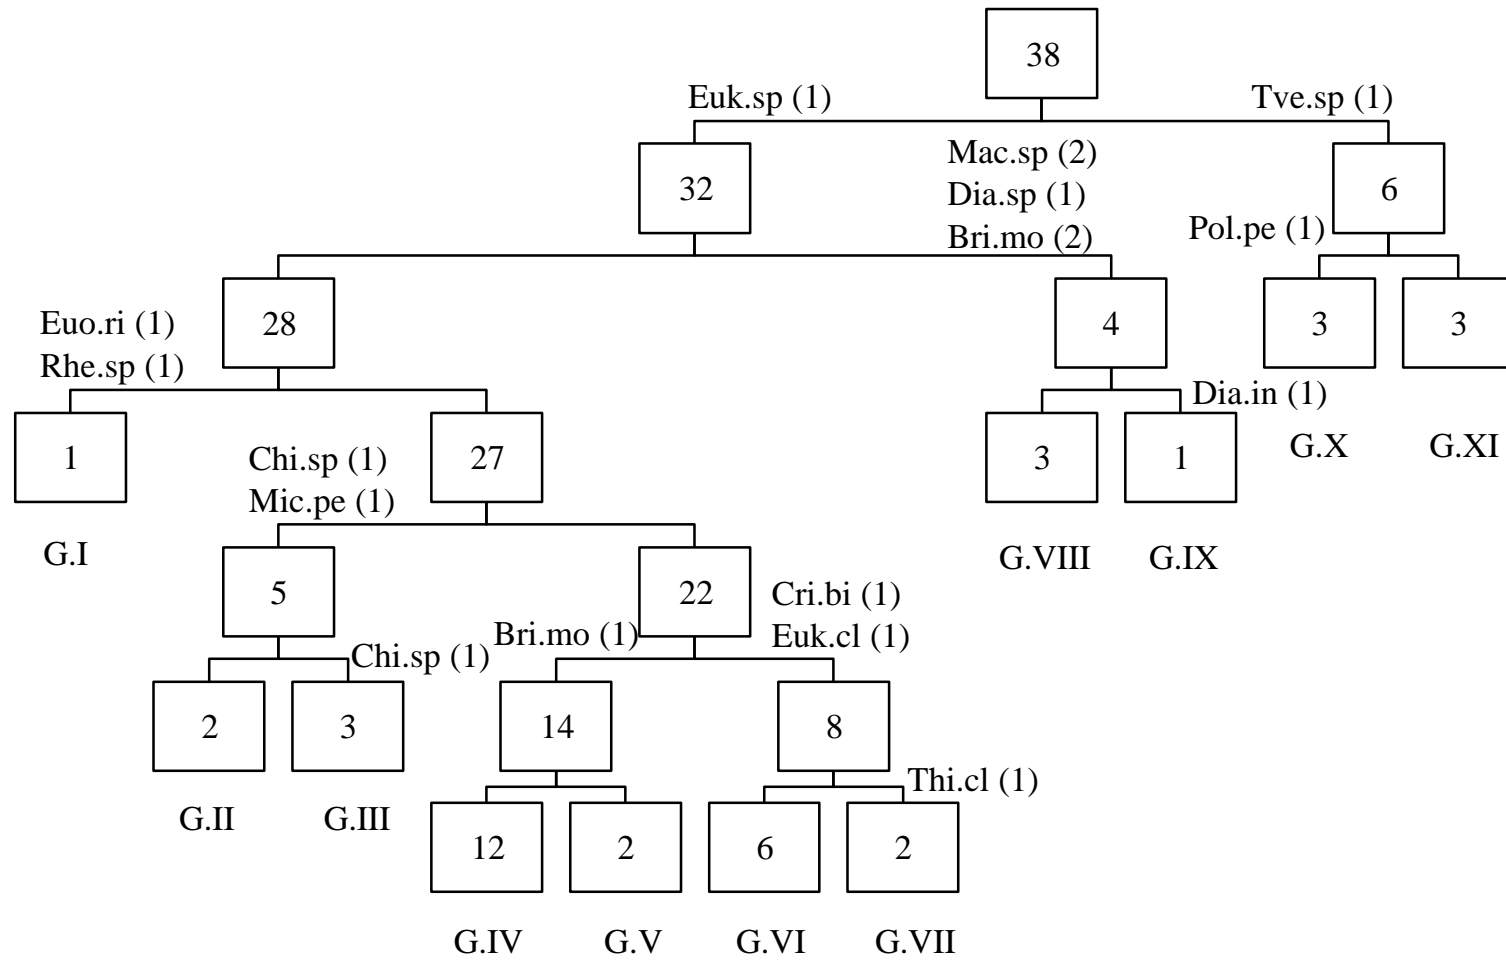 38
Euk.sp (1)
Tve.sp (1)
32
Mac.sp (2)
Dia.sp (1)
Bri.mo (2)
6
Pol.pe (1)
Euo.ri (1)
Rhe.sp (1)
28
4
3
3
Dia.in (1)
1
Chi.sp (1)
Mic.pe (1)
27
3
1
G.X
G.XI
G.I
G.VIII
G.IX
5
22
Cri.bi (1)
Euk.cl (1)
Bri.mo (1)
Chi.sp (1)
2
3
14
8
Thi.cl (1)
G.II
G.III
12
2
6
2
G.IV
G.V
G.VI
G.VII